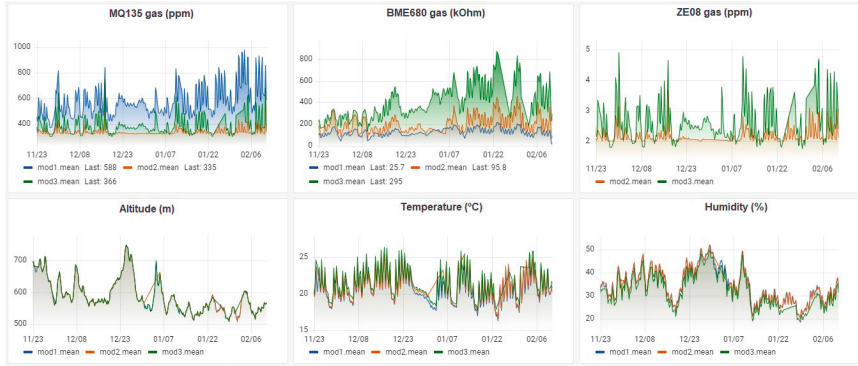 MQ135 gas (ppm)
1000
800
600
400
11/23 12/08 12/23 01/07 01/22 02/06
mod1.mean Last: 588 mod2.mean Last: 335
mod3.mean Last: 366
BME680 gas (kOhm)
800
600
400
200
0
11/23 12/08 12/23 01/07 01/22 02/06
mod1.mean Last: 25.7 mod2.mean Last: 95.8
mod3.mean Last: 295
ZE08 gas (ppm)
5
4
3
2
11/23 12/08 12/23 01/07 01/22 02/06
mod2.mean mod3.mean
Altitude (m)
700
600
500
11/23 12/08 12/23 01/07 01/22 02/06
mod1.mean mod2.mean mod3.mean
Temperature (°C)
25
20
15
11/23 12/08 12/23 01/07 01/22 02/06
mod1.mean mod2.mean mod3.mean
Humidity (%)
50
40
30
20
11/23 12/08 12/23 01/07 01/22 02/06
mod1.mean mod2.mean mod3.mean